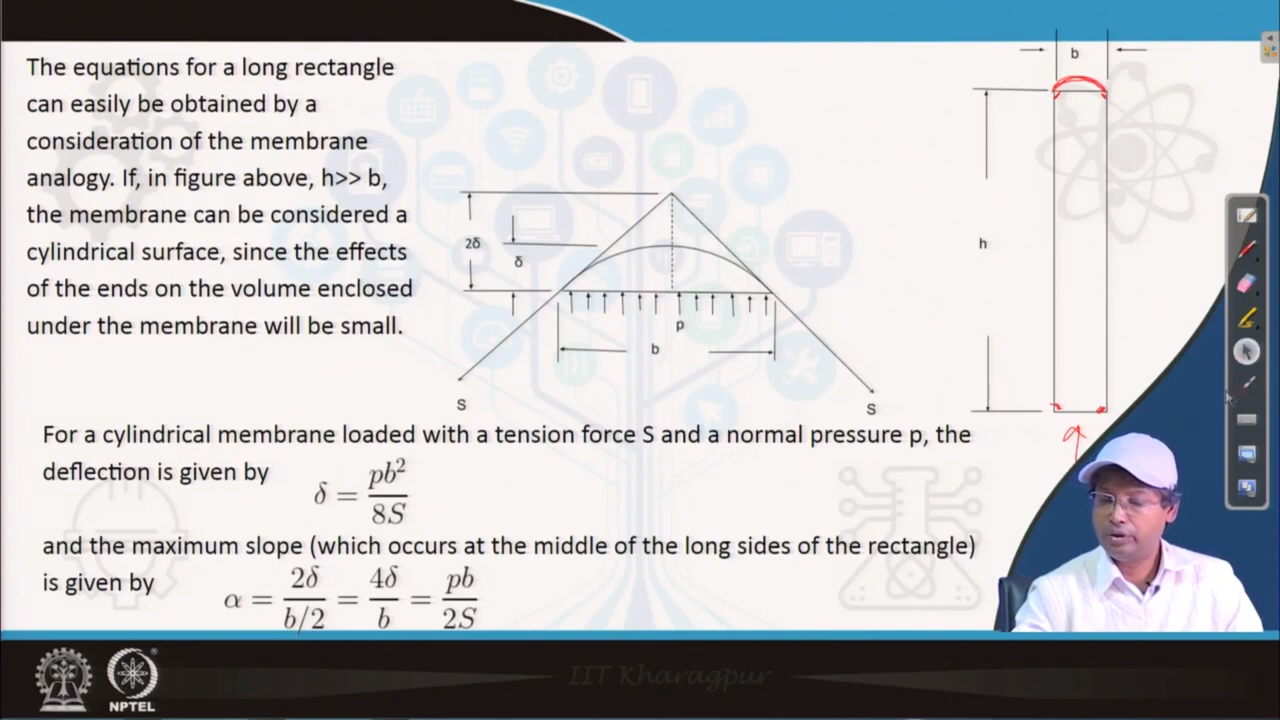 The equations for a long rectangle
can easily be obtained by a
consideration of the membrane
analogy. If, in figure above, h>> b,
the membrane can be considered a
cylindrical surface, since the effects
of the ends on the volume enclosed
under the membrane will be small.
2δ
δ
p
b
S
S
b
h
For a cylindrical membrane loaded with a tension force S and a normal pressure p, the
deflection is given by
δ = pb²/8S
and the maximum slope (which occurs at the middle of the long sides of the rectangle)
is given by
α = 2δ/b/2 = 4δ/b = pb/2S
IIT Kharagpur
NPTEL